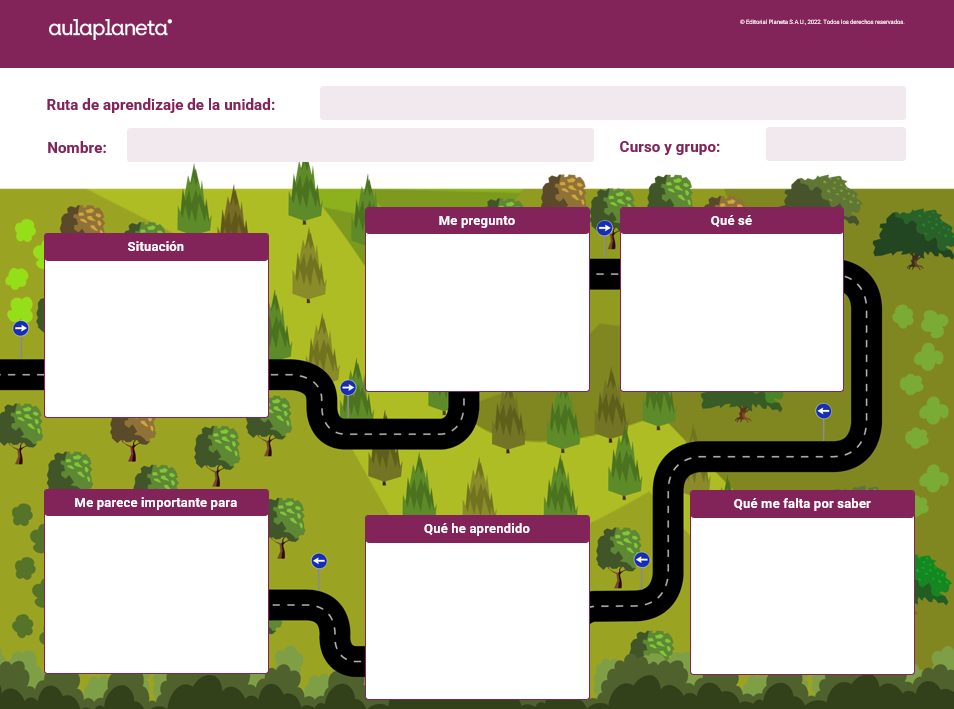 aulaplaneta
© Editorial Planeta S.A.U., 2022. Todos los derechos reservados.
Ruta de aprendizaje de la unidad:
Nombre:
Curso y grupo:
Situación
Me pregunto
Qué sé
Me parece importante para
Qué he aprendido
Qué me falta por saber